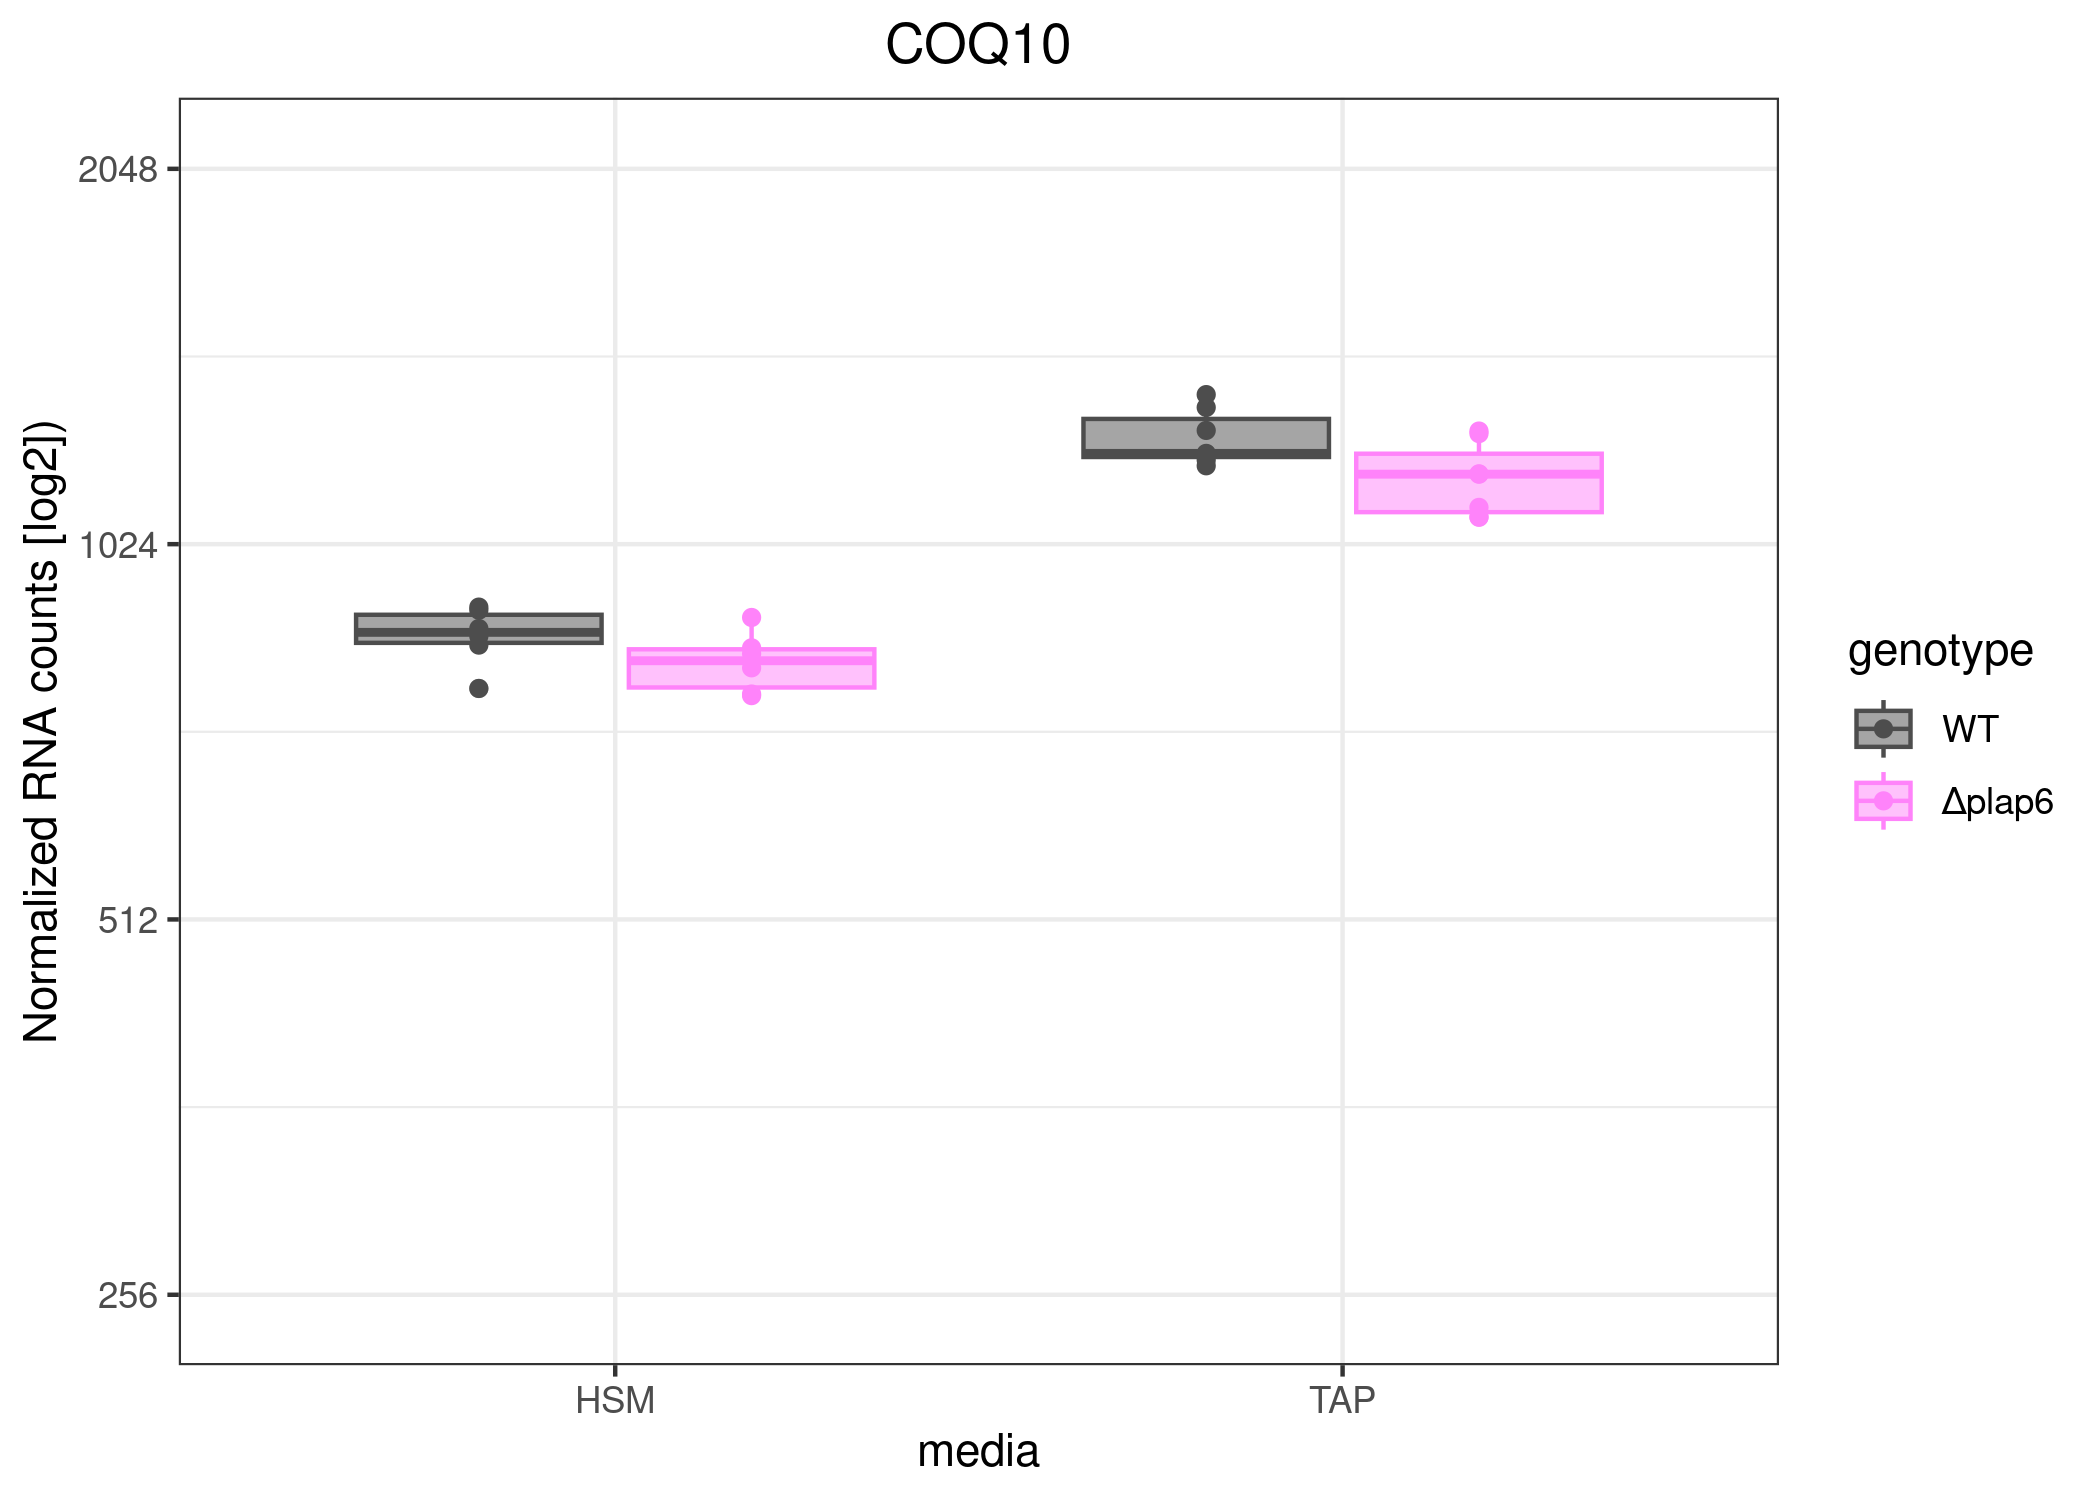 COQ10
Normalized RNA counts [log2])
2048
1024
512
256
HSM
TAP
media
genotype
WT
Δplap6